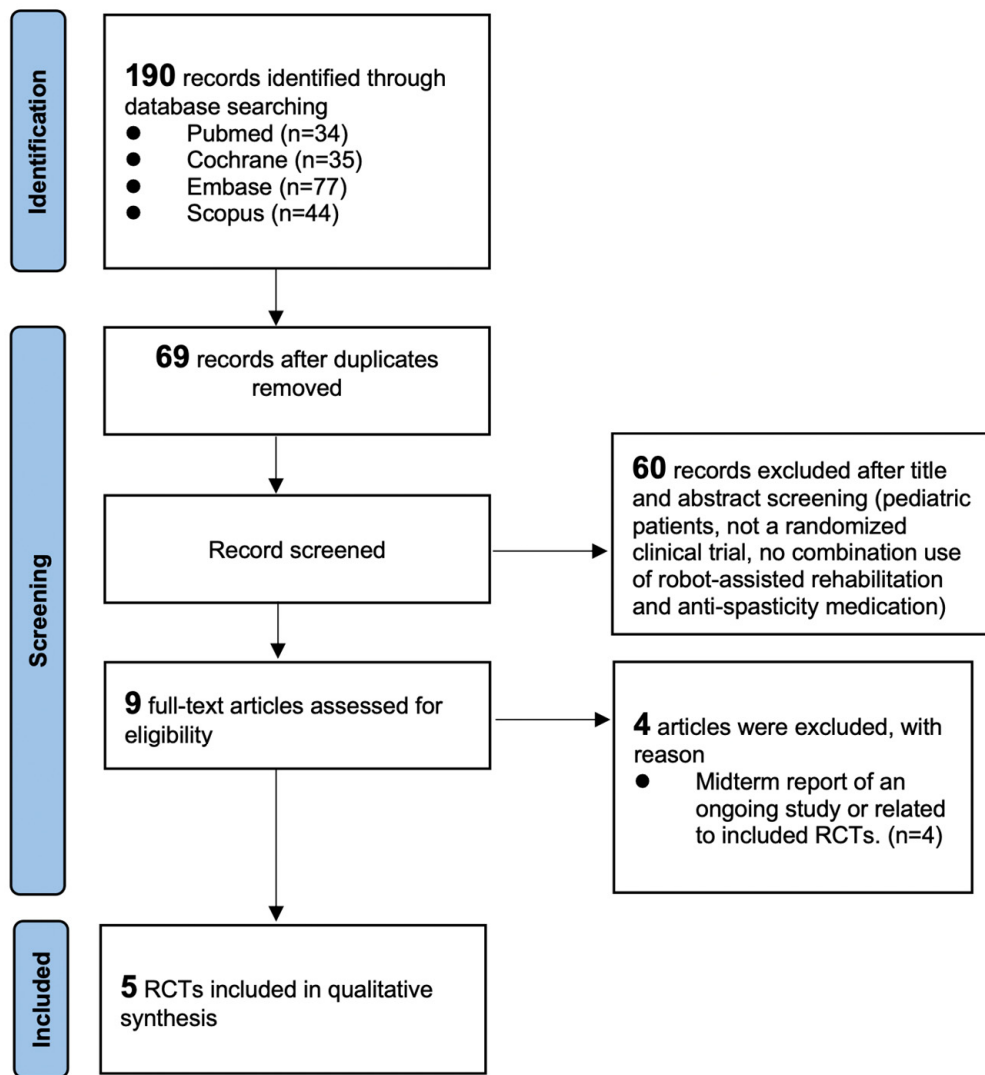 Identification
190 records identified through
database searching
● Pubmed (n=34)
● Cochrane (n=35)
● Embase (n=77)
● Scopus (n=44)
Screening
69 records after duplicates
removed
Record screened
60 records excluded after title
and abstract screening (pediatric
patients, not a randomized
clinical trial, no combination use
of robot-assisted rehabilitation
and anti-spasticity medication)
9 full-text articles assessed for
eligibility
4 articles were excluded, with
reason
● Midterm report of an
ongoing study or related
to included RCTs. (n=4)
Included
5 RCTs included in qualitative
synthesis